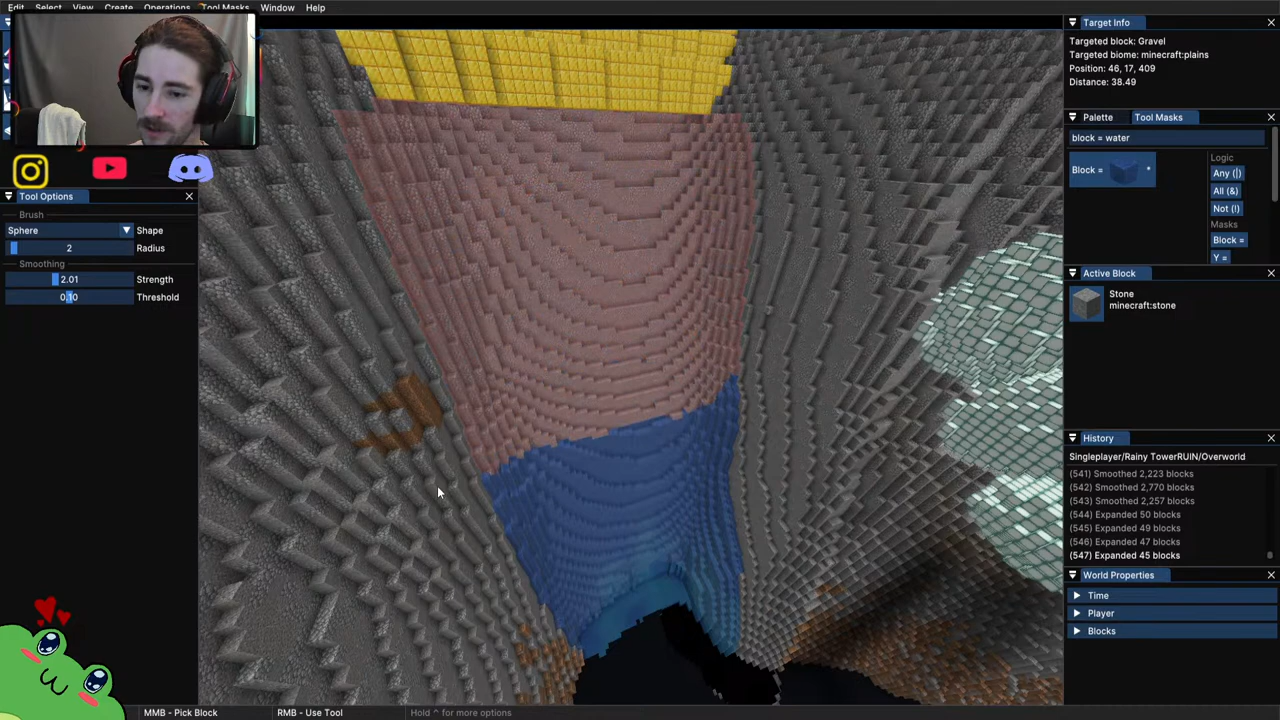 Edit Select View Create Operations Tool Masks Window Help
Target Info
Targeted block: Gravel
Targeted biome: minecraft:plains
Position: 46, 17, 409
Distance: 38.49
Palette Tool Masks
block = water
Block = *
Logic
Any (|)
All (&)
Not (!)
Masks
Block =
Y =
Tool Options
Brush
Sphere Shape
2 Radius
Smoothing
2.01 Strength
0.10 Threshold
Active Block
Stone
minecraft:stone
History
Singleplayer/Rainy TowerRUIN/Overworld
(541) Smoothed 2,223 blocks
(542) Smoothed 2,770 blocks
(543) Smoothed 2,257 blocks
(544) Expanded 50 blocks
(545) Expanded 49 blocks
(546) Expanded 47 blocks
(547) Expanded 45 blocks
World Properties
Time
Player
Blocks
MMB - Pick Block RMB - Use Tool Hold ^ for more options